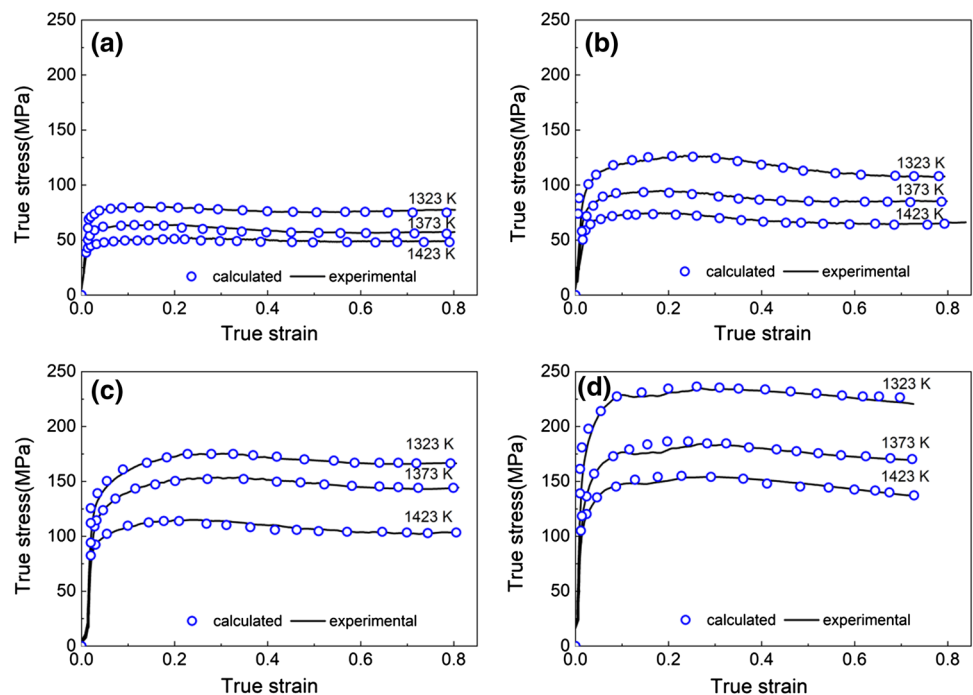 (a)
True stress(MPa)
250
200
150
100
50
0
1323 K
1373 K
1423 K
calculated
experimental
0.0 0.2 0.4 0.6 0.8
True strain
(b)
True stress(MPa)
250
200
150
100
50
0
1323 K
1373 K
1423 K
calculated
experimental
0.0 0.2 0.4 0.6 0.8
True strain
(c)
True stress(MPa)
250
200
150
100
50
0
1323 K
1373 K
1423 K
calculated
experimental
0.0 0.2 0.4 0.6 0.8
True strain
(d)
True stress(MPa)
250
200
150
100
50
0
1323 K
1373 K
1423 K
calculated
experimental
0.0 0.2 0.4 0.6 0.8
True strain